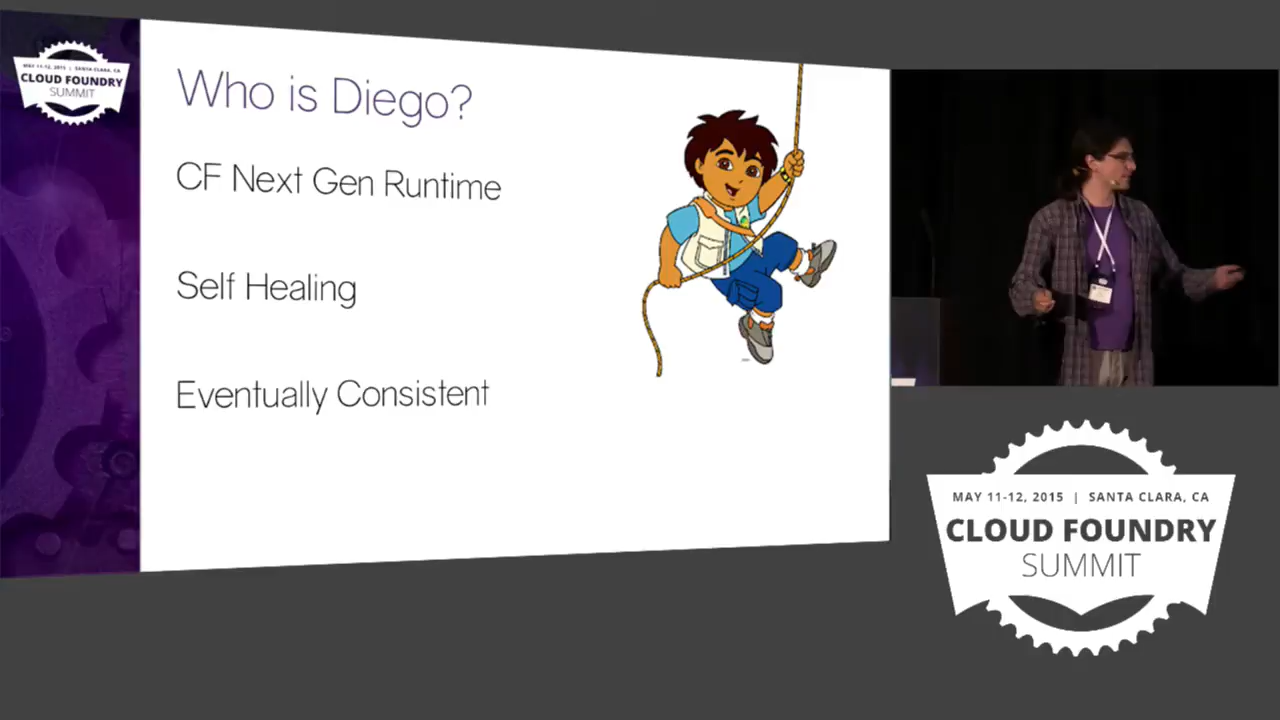 MAY 11-12, 2015 | SANTA CLARA, CA
CLOUD FOUNDRY
SUMMIT
Who is Diego?
CF Next Gen Runtime
Self Healing
Eventually Consistent
MAY 11-12, 2015 | SANTA CLARA, CA
CLOUD FOUNDRY
SUMMIT